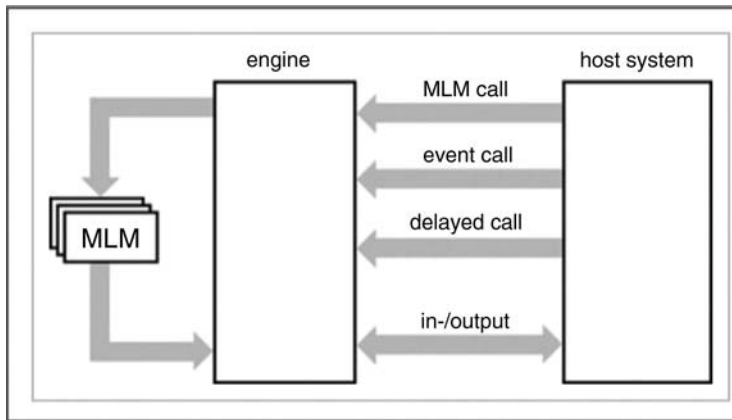 engine
host system
MLM call
event call
delayed call
MLM
in-/output